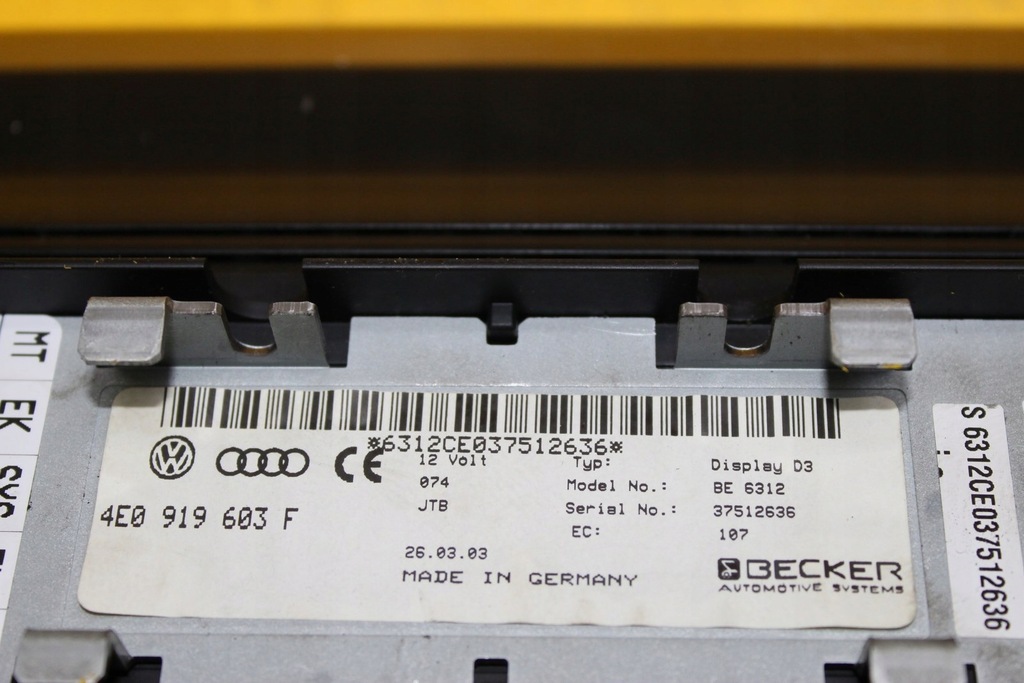 MT
EK
*6312CE037512636*
CE
12 Volt
Typ:
Display D3
074
Model No.:
BE 6312
JTB
Serial No.:
37512636
4E0 919 603 F
EC:
107
26.03.03
MADE IN GERMANY
BECKER
AUTOMOTIVE SYSTEMS
S 6312CE037512636